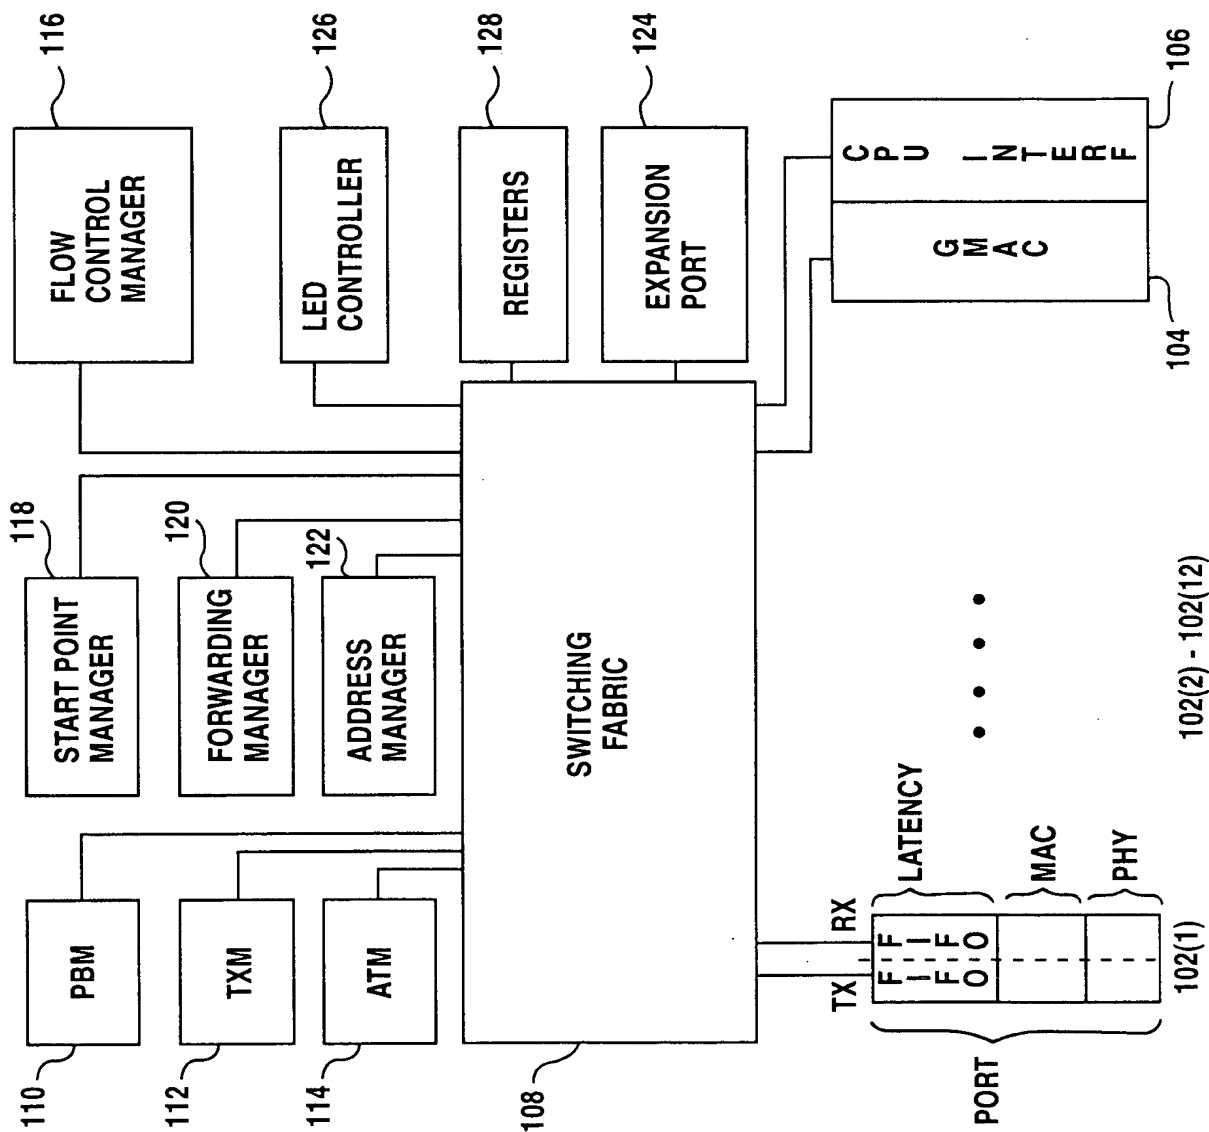 110
PBM
112
TXM
114
ATM
118
START POINT
MANAGER
120
FORWARDING
MANAGER
122
ADDRESS
MANAGER
116
FLOW
CONTROL
MANAGER
126
LED
CONTROLLER
128
REGISTERS
124
EXPANSION
PORT
108
SWITCHING
FABRIC
TX
RX
FIFO
FIFO
LATENCY
MAC
PHY
PORT
102(1)
102(2) - 102(12)
GMAC
104
CPU INTERF
106